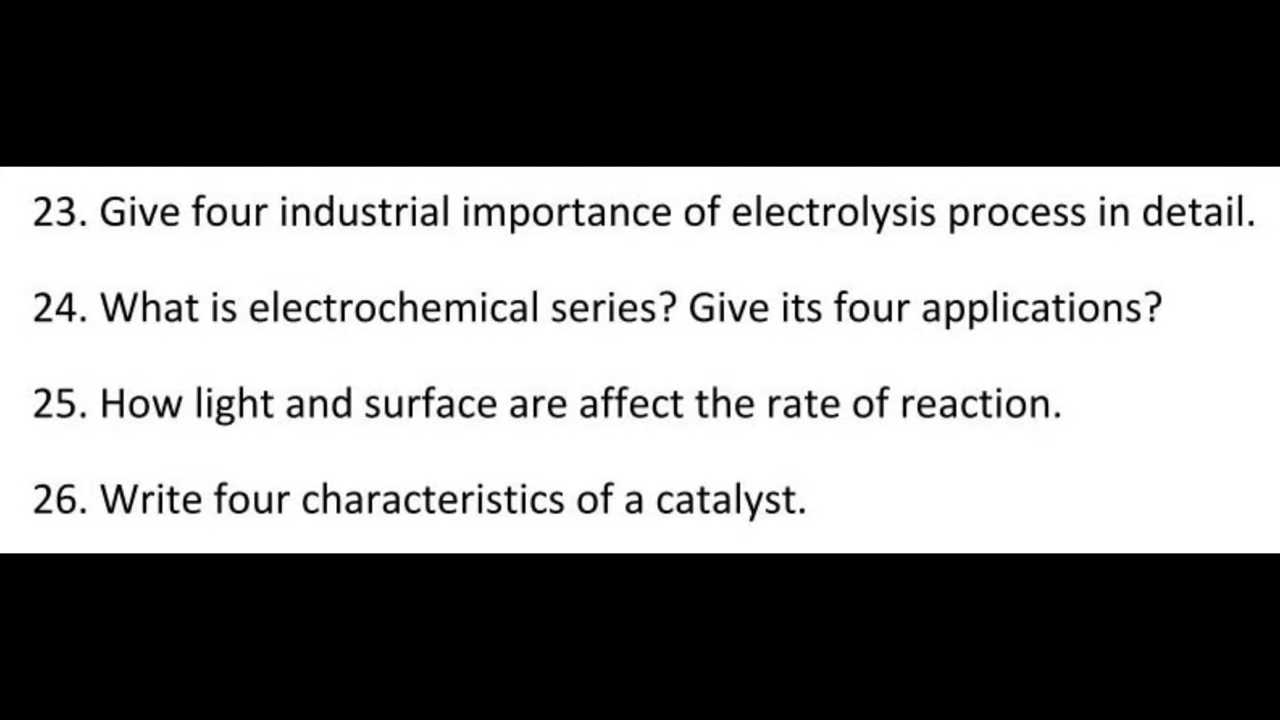 23. Give four industrial importance of electrolysis process in detail.
24. What is electrochemical series? Give its four applications?
25. How light and surface are affect the rate of reaction.
26. Write four characteristics of a catalyst.